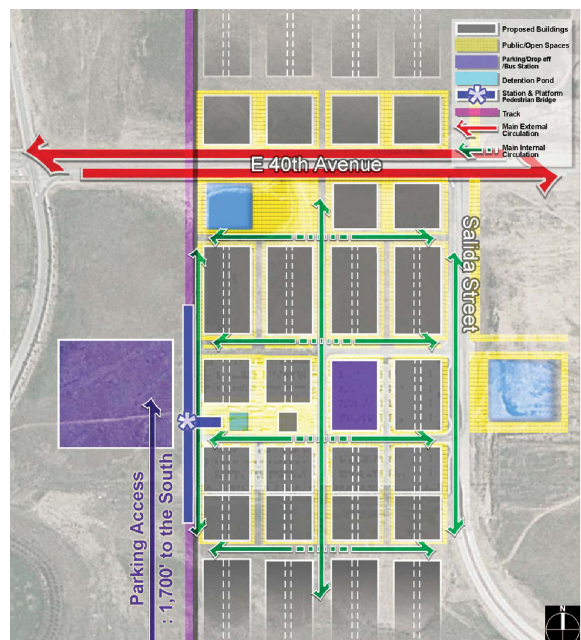 Proposed Buildings
Public/Open Spaces
Parking/Drop off
/Bus Station
Detention Pond
Station & Platform
Pedestrian Bridge
Track
Main External
Circulation
Main Internal
Circulation
E 40th Avenue
Salida Street
Parking Access
: 1,700' to the South
N